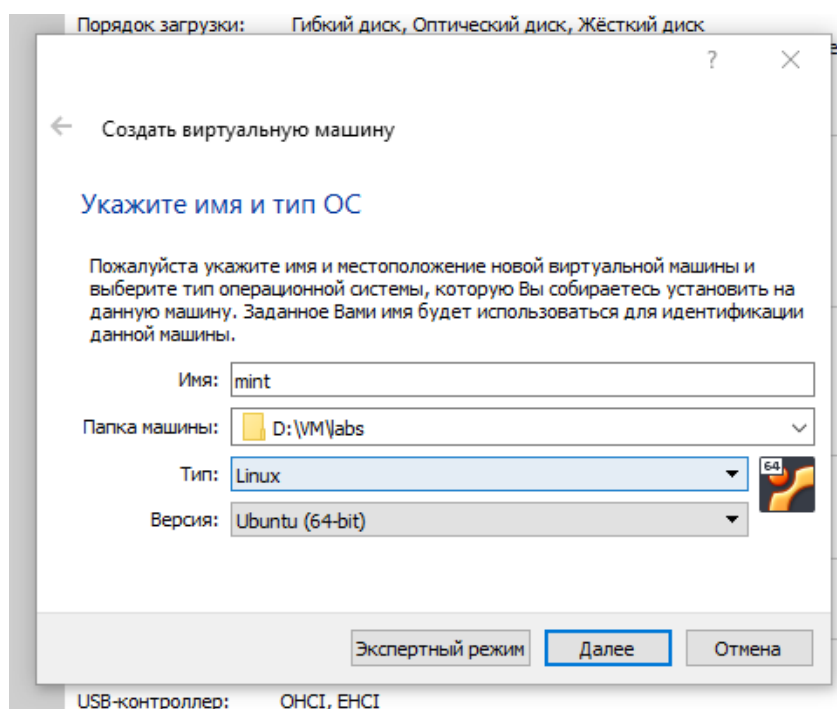 Порядок загрузки: Гибкий диск, Оптический диск, Жёсткий диск
?
Создать виртуальную машину
Укажите имя и тип ОС
Пожалуйста укажите имя и местоположение новой виртуальной машины и
выберите тип операционной системы, которую Вы собираетесь установить на
данную машину. Заданное Вами имя будет использоваться для идентификации
данной машины.
Имя: mint
Папка машины: D:\VM\labs
Тип: Linux
64
Версия: Ubuntu (64-bit)
Экспертный режим Далее Отмена
USB-контроллер: OHCI, EHCI